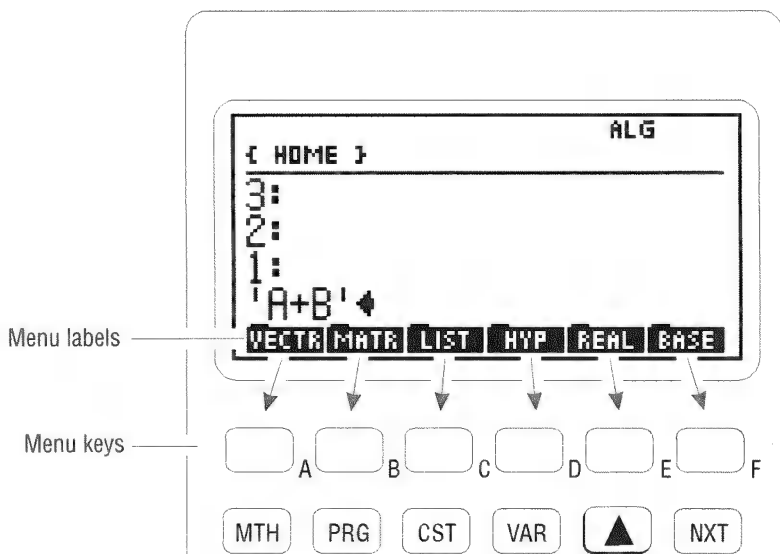 ALG
{ HOME }
3:
2:
1:
'A+B'◀
VECTR MATR LIST HYP REAL BASE
Menu labels
Menu keys
A B C D E F
MTH PRG CST VAR ▲ NXT